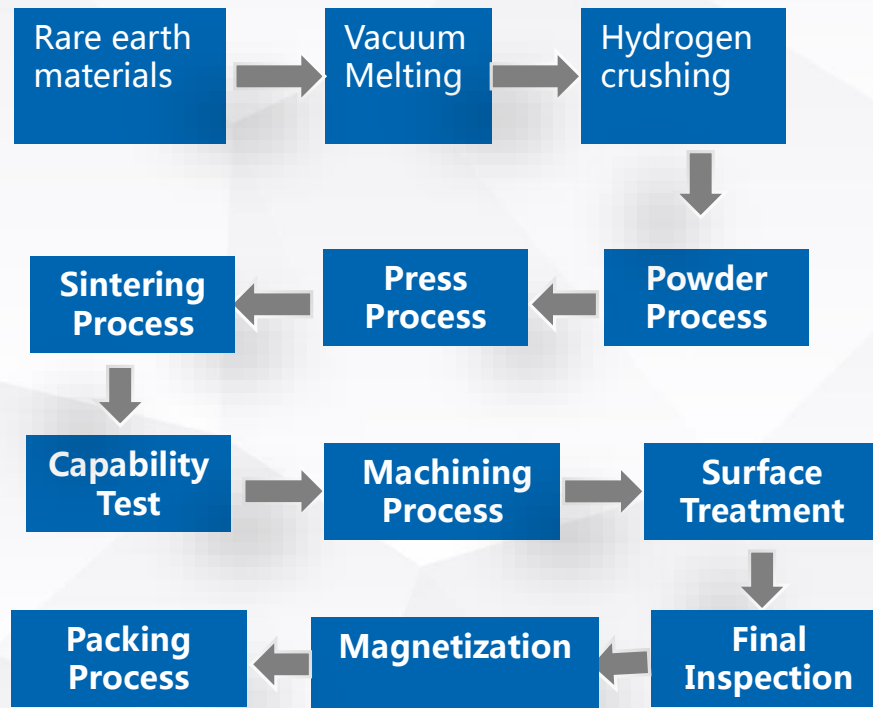 Rare earth
materials
Vacuum
Melting
Hydrogen
crushing
Powder
Process
Press
Process
Sintering
Process
Capability
Test
Machining
Process
Surface
Treatment
Final
Inspection
Magnetization
Packing
Process